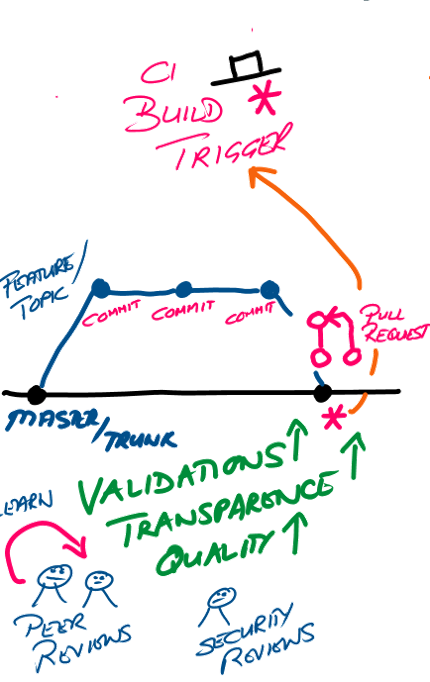 CI
BUILD
TRIGGER
FEATURE/
TOPIC
COMMIT COMMIT COMMIT
PULL
REQUEST
MASTER/
TRUNK
VALIDATIONS
TRANSPARENCE
QUALITY
LEARN
PEER
REVIEWS
SECURITY
REVIEWS